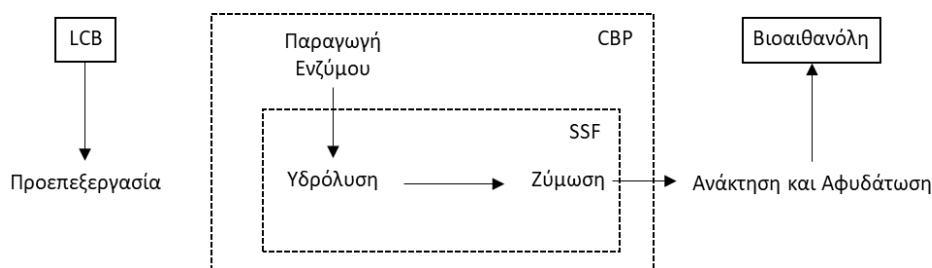 LCB
Παραγωγή
Ενζύμου
CBP
Βιοαιθανόλη
SSF
Προεπεξεργασία
Υδρόλυση
Ζύμωση
Ανάκτηση και Αφυδάτωση